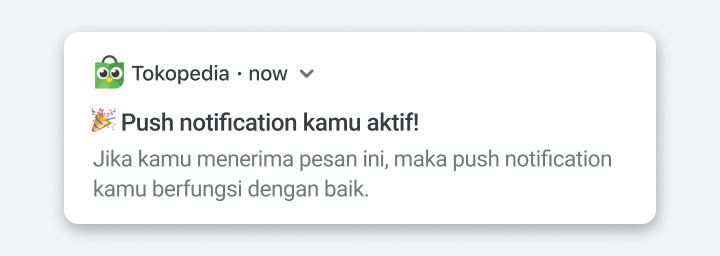 Tokopedia · now
🎉 Push notification kamu aktif!
Jika kamu menerima pesan ini, maka push notification
kamu berfungsi dengan baik.